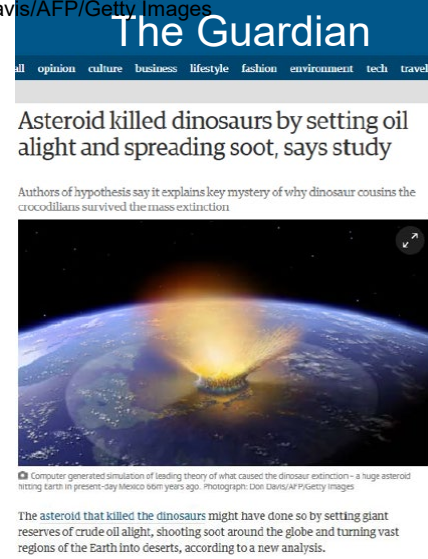 avis/AFP/Getty Images
The Guardian
all opinion culture business lifestyle fashion environment tech travel
Asteroid killed dinosaurs by setting oil
alight and spreading soot, says study
Authors of hypothesis say it explains key mystery of why dinosaur cousins the
crocodilians survived the mass extinction
Computer generated simulation of leading theory of what caused the dinosaur extinction – a huge asteroid
hitting Earth in present-day Mexico 66m years ago. Photograph: Don Davis/AFP/Getty Images
The asteroid that killed the dinosaurs might have done so by setting giant
reserves of crude oil alight, shooting soot around the globe and turning vast
regions of the Earth into deserts, according to a new analysis.